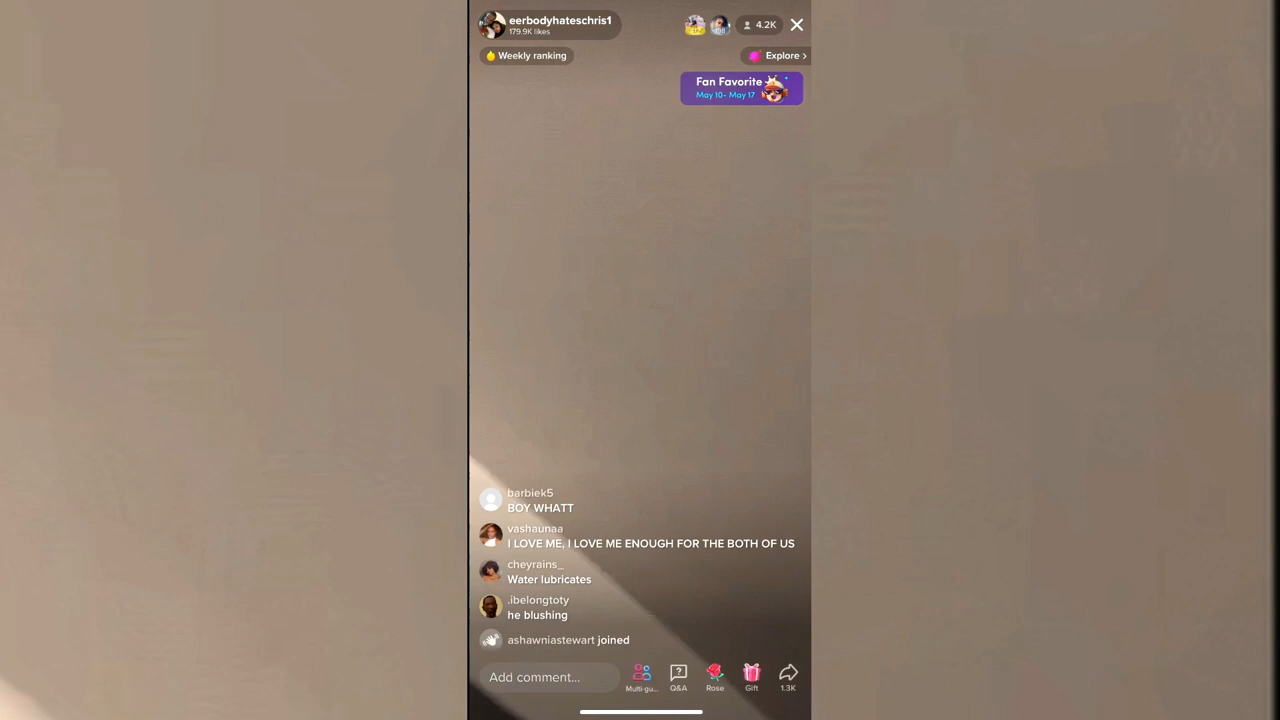 eerbodyhateschris1
179.9K likes
4.2K
Weekly ranking
Explore
Fan Favorite
May 10- May 17
barbiek5
BOY WHATT
vashaunaa
I LOVE ME, I LOVE ME ENOUGH FOR THE BOTH OF US
cheyrains_
Water lubricates
.ibelongtoty
he blushing
ashawniastewart joined
Add comment...
Multi-gu...
Q&A
Rose
Gift
1.3K